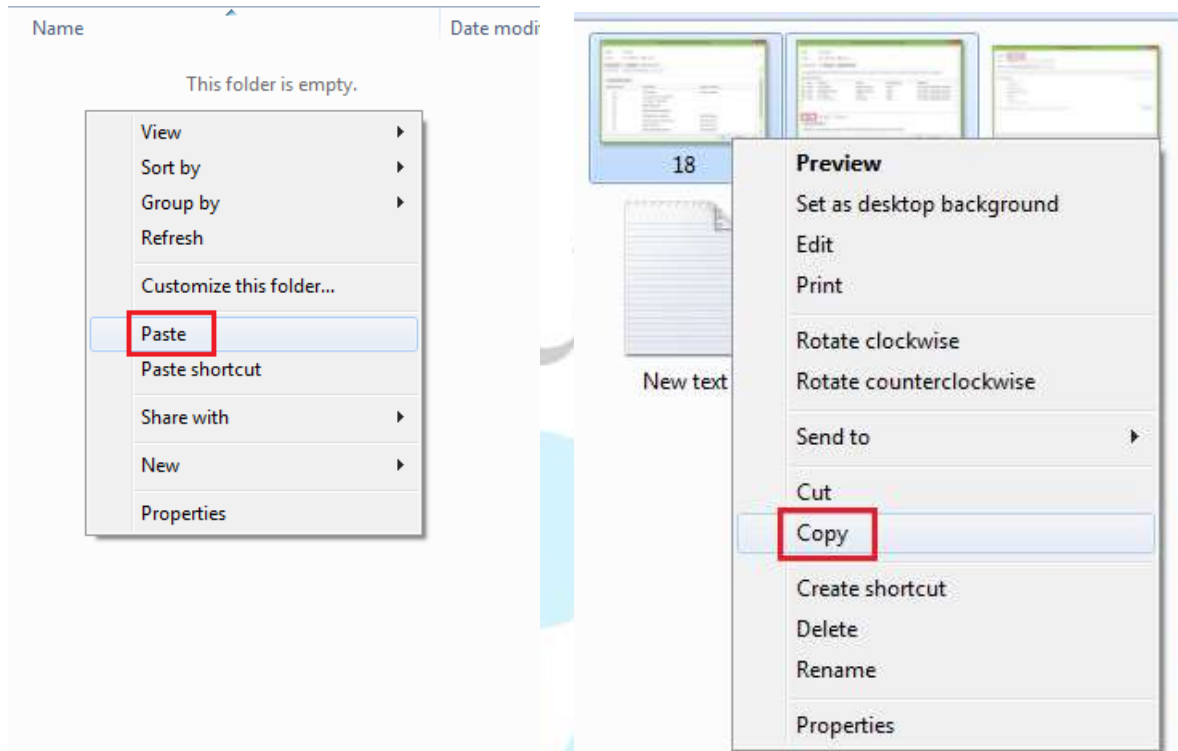 Name
Date modi
This folder is empty.
View
Sort by
Group by
Refresh
Customize this folder...
Paste
Paste shortcut
Share with
New
Properties
18
New text
Preview
Set as desktop background
Edit
Print
Rotate clockwise
Rotate counterclockwise
Send to
Cut
Copy
Create shortcut
Delete
Rename
Properties